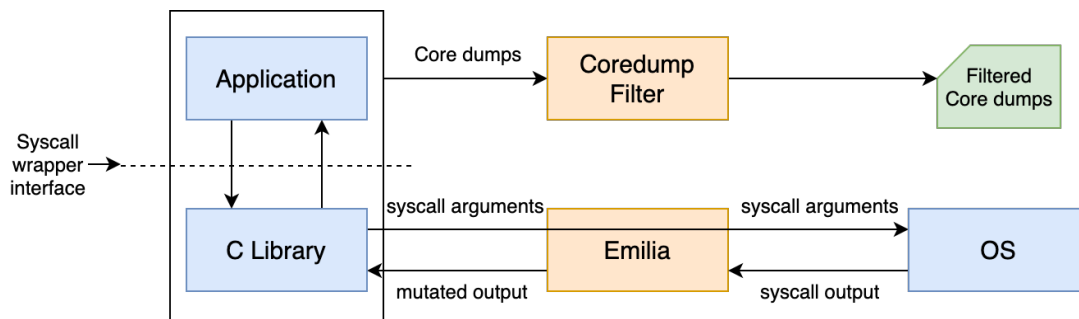 Application
Core dumps
Coredump
Filter
Filtered
Core dumps
Syscall
wrapper
interface
C Library
syscall arguments
mutated output
Emilia
syscall arguments
syscall output
OS